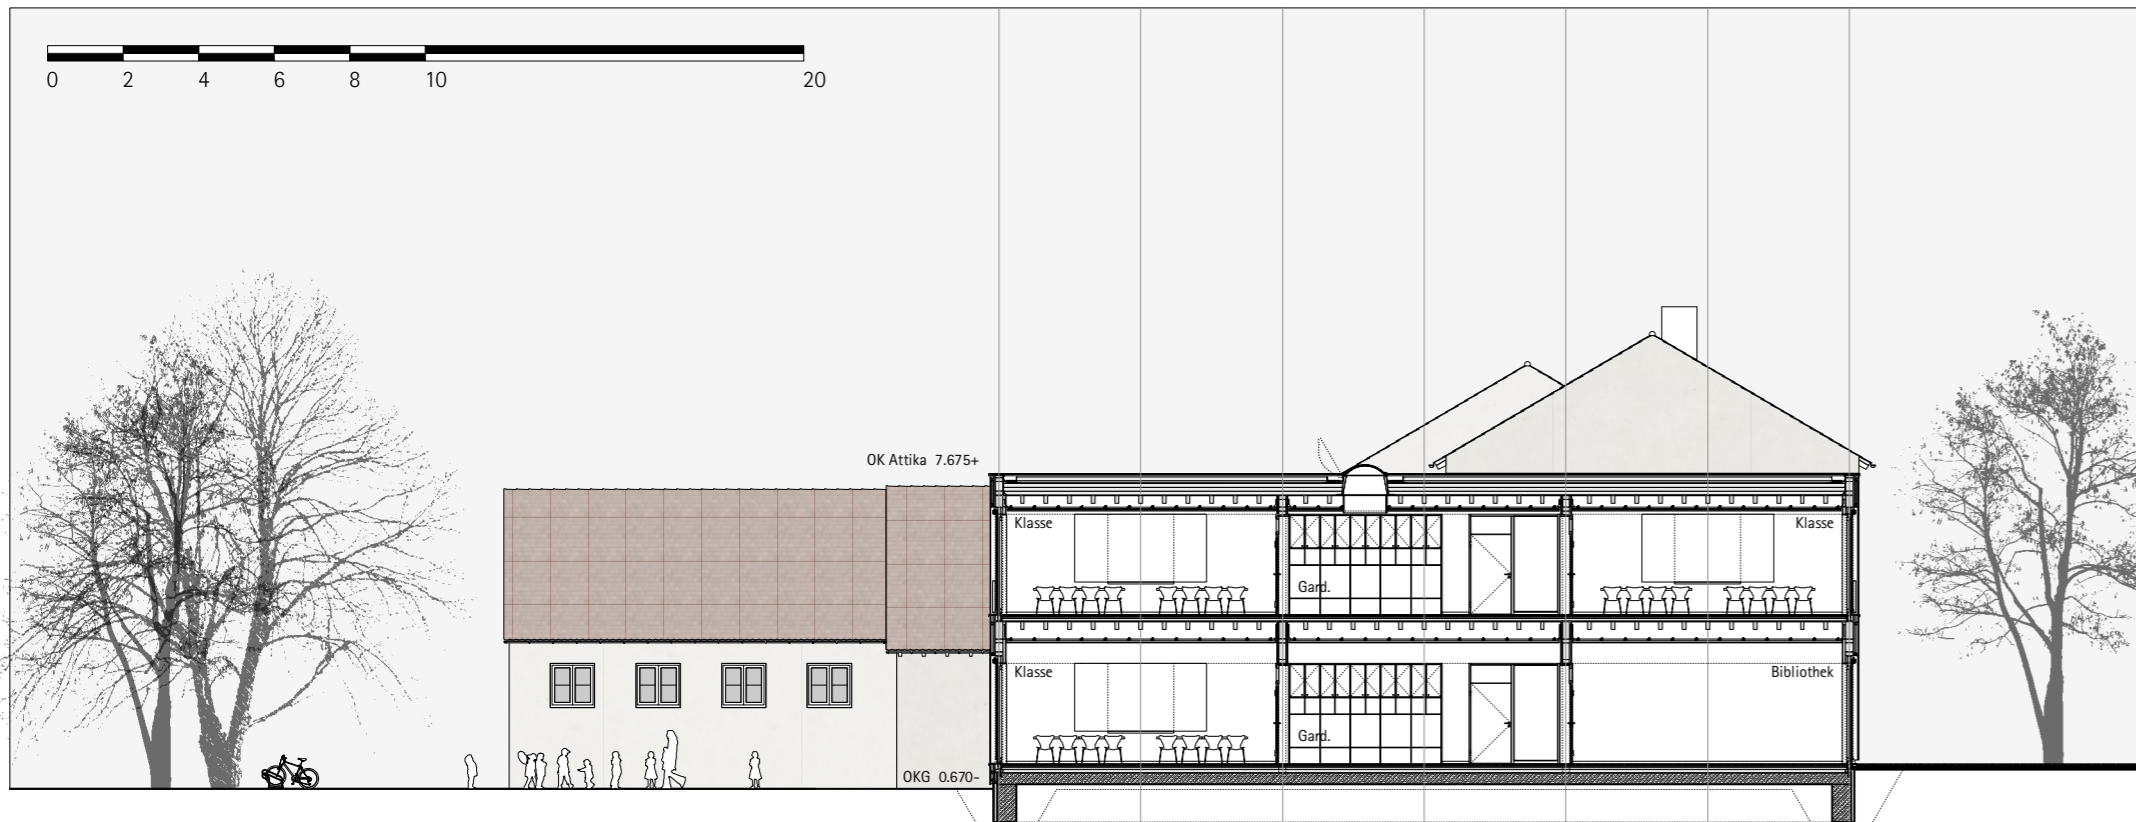 0 2 4 6 8 10 20
OK Attika 7.675+
Klasse Klasse
Gard.
Klasse Bibliothek
Gard.
OKG 0.670-